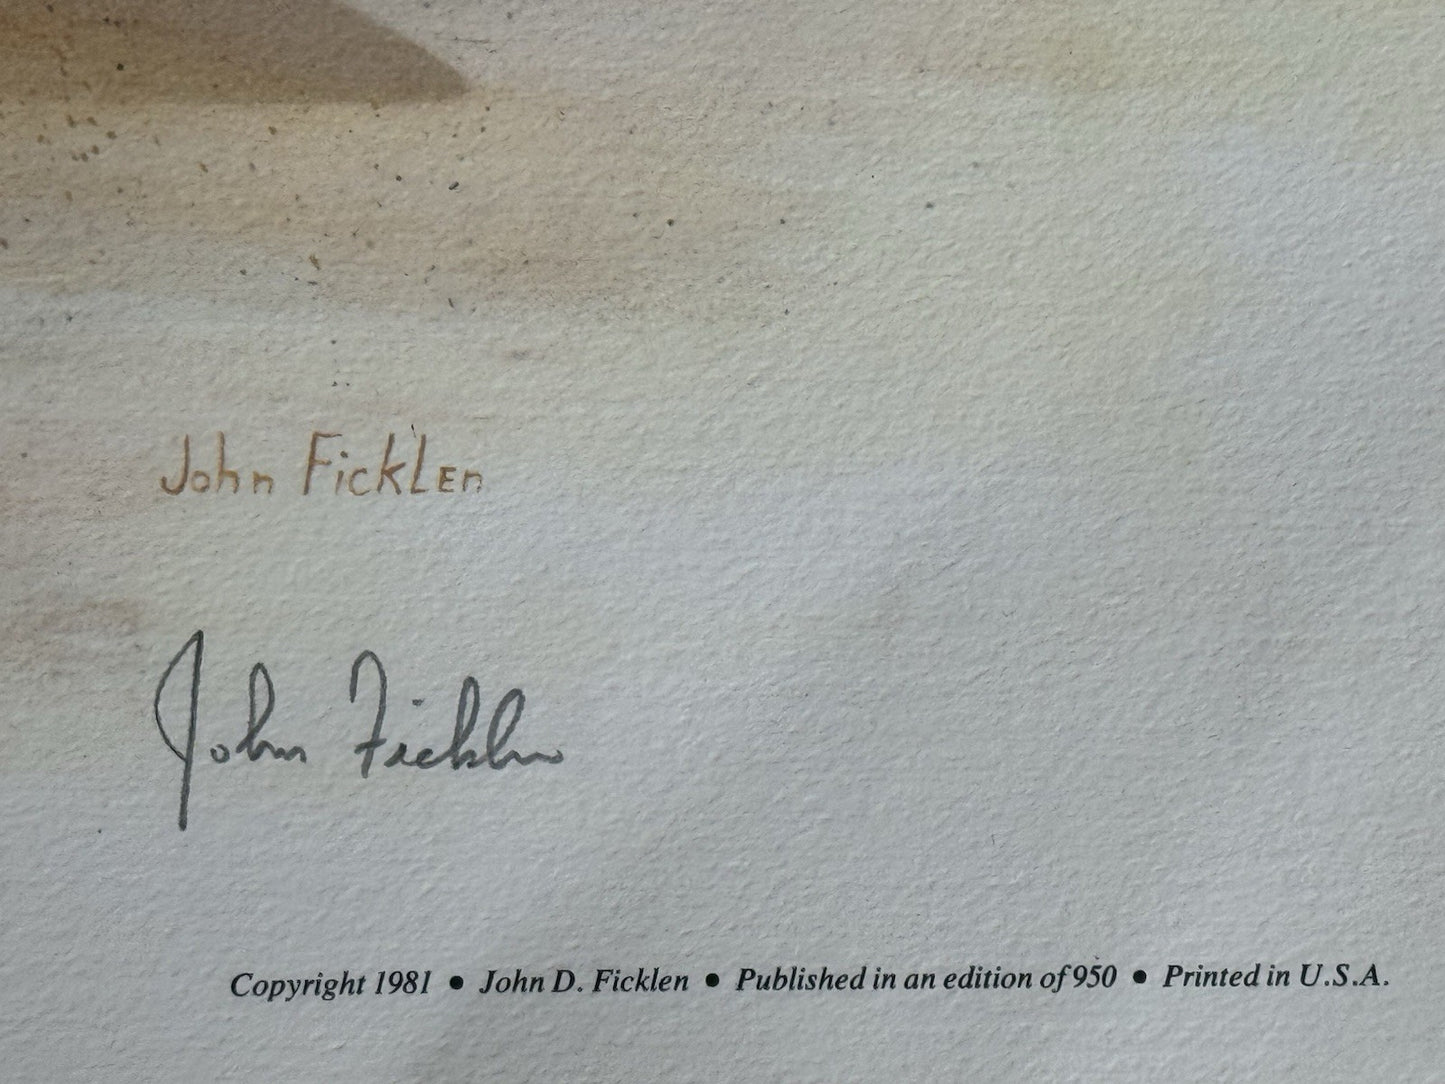 John Ficklen
John Ficklen
Copyright 1981 • John D. Ficklen • Published in an edition of 950 • Printed in U.S.A.